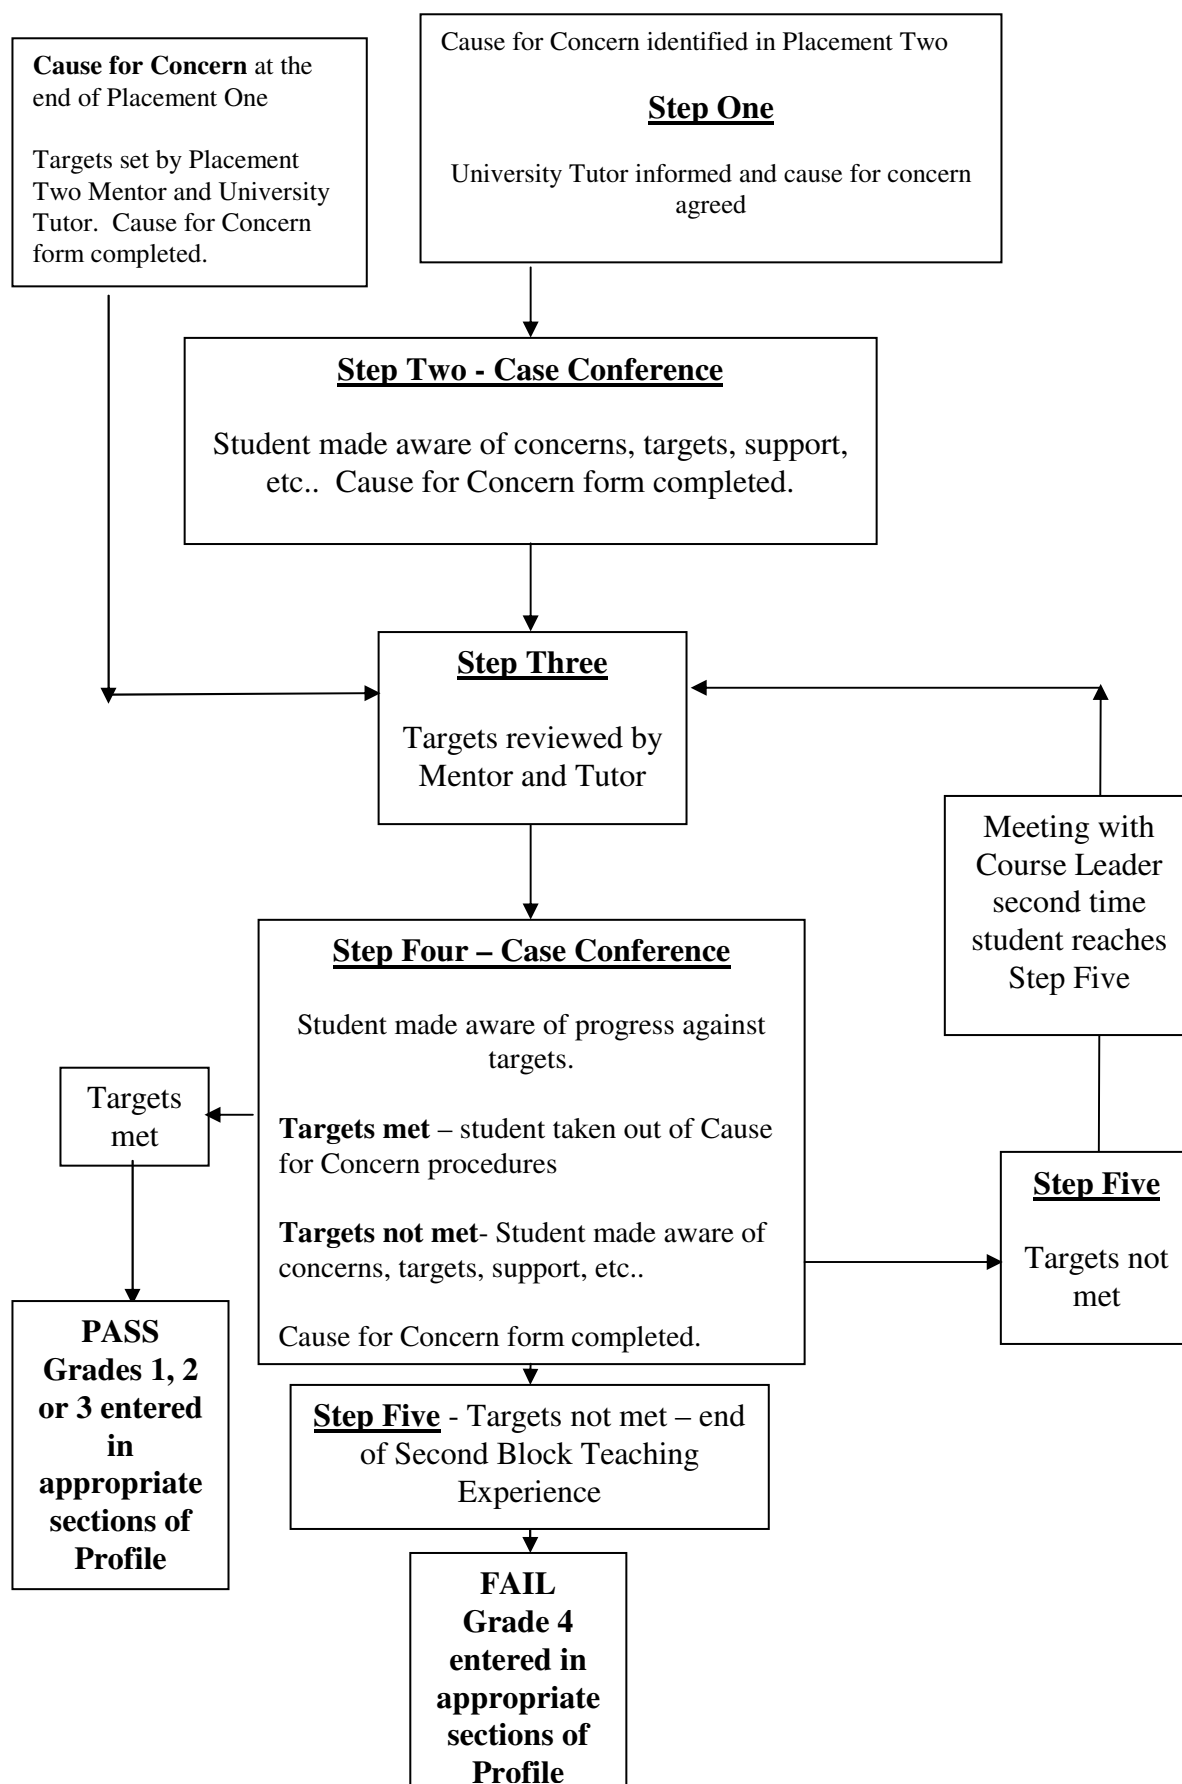 Cause for Concern at the
end of Placement One
Targets set by Placement
Two Mentor and University
Tutor.  Cause for Concern
form completed.
Cause for Concern identified in Placement Two
Step One
University Tutor informed and cause for concern
agreed
Step Two - Case Conference
Student made aware of concerns, targets, support,
etc..  Cause for Concern form completed.
Step Three
Targets reviewed by
Mentor and Tutor
Meeting with
Course Leader
second time
student reaches
Step Five
Step Four – Case Conference
Student made aware of progress against
targets.
Targets met – student taken out of Cause
for Concern procedures
Targets not met- Student made aware of
concerns, targets, support, etc..
Cause for Concern form completed.
Targets
met
Step Five
Targets not
met
PASS
Grades 1, 2
or 3 entered
in
appropriate
sections of
Profile
Step Five - Targets not met – end
of Second Block Teaching
Experience
FAIL
Grade 4
entered in
appropriate
sections of
Profile